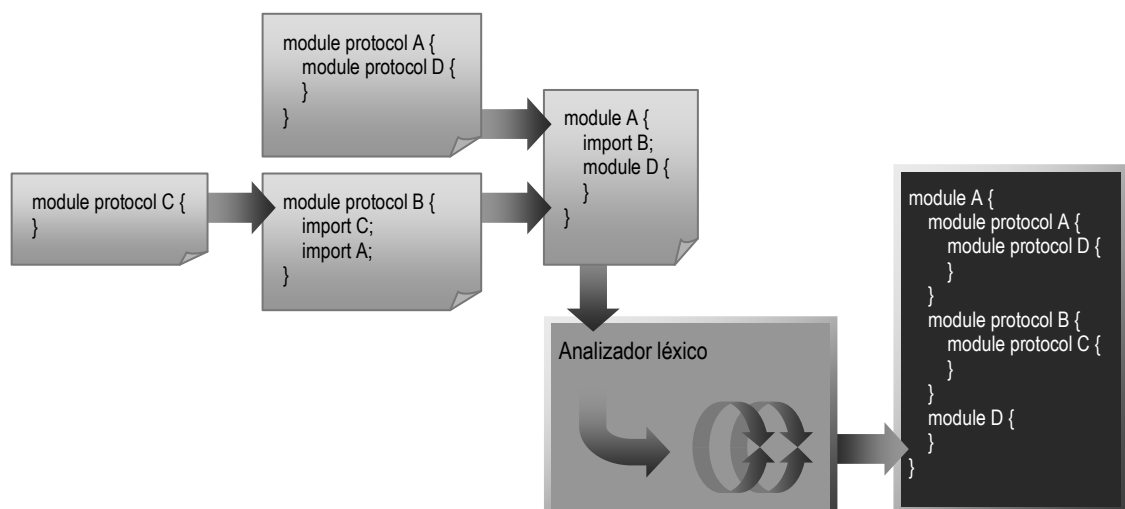 module protocol A {
module protocol D {
}
}
module A {
import B;
module D {
}
}
module protocol C {
}
module protocol B {
import C;
import A;
}
Analizador léxico
module A {
module protocol A {
module protocol D {
}
}
module protocol B {
module protocol C {
}
}
module D {
}
}